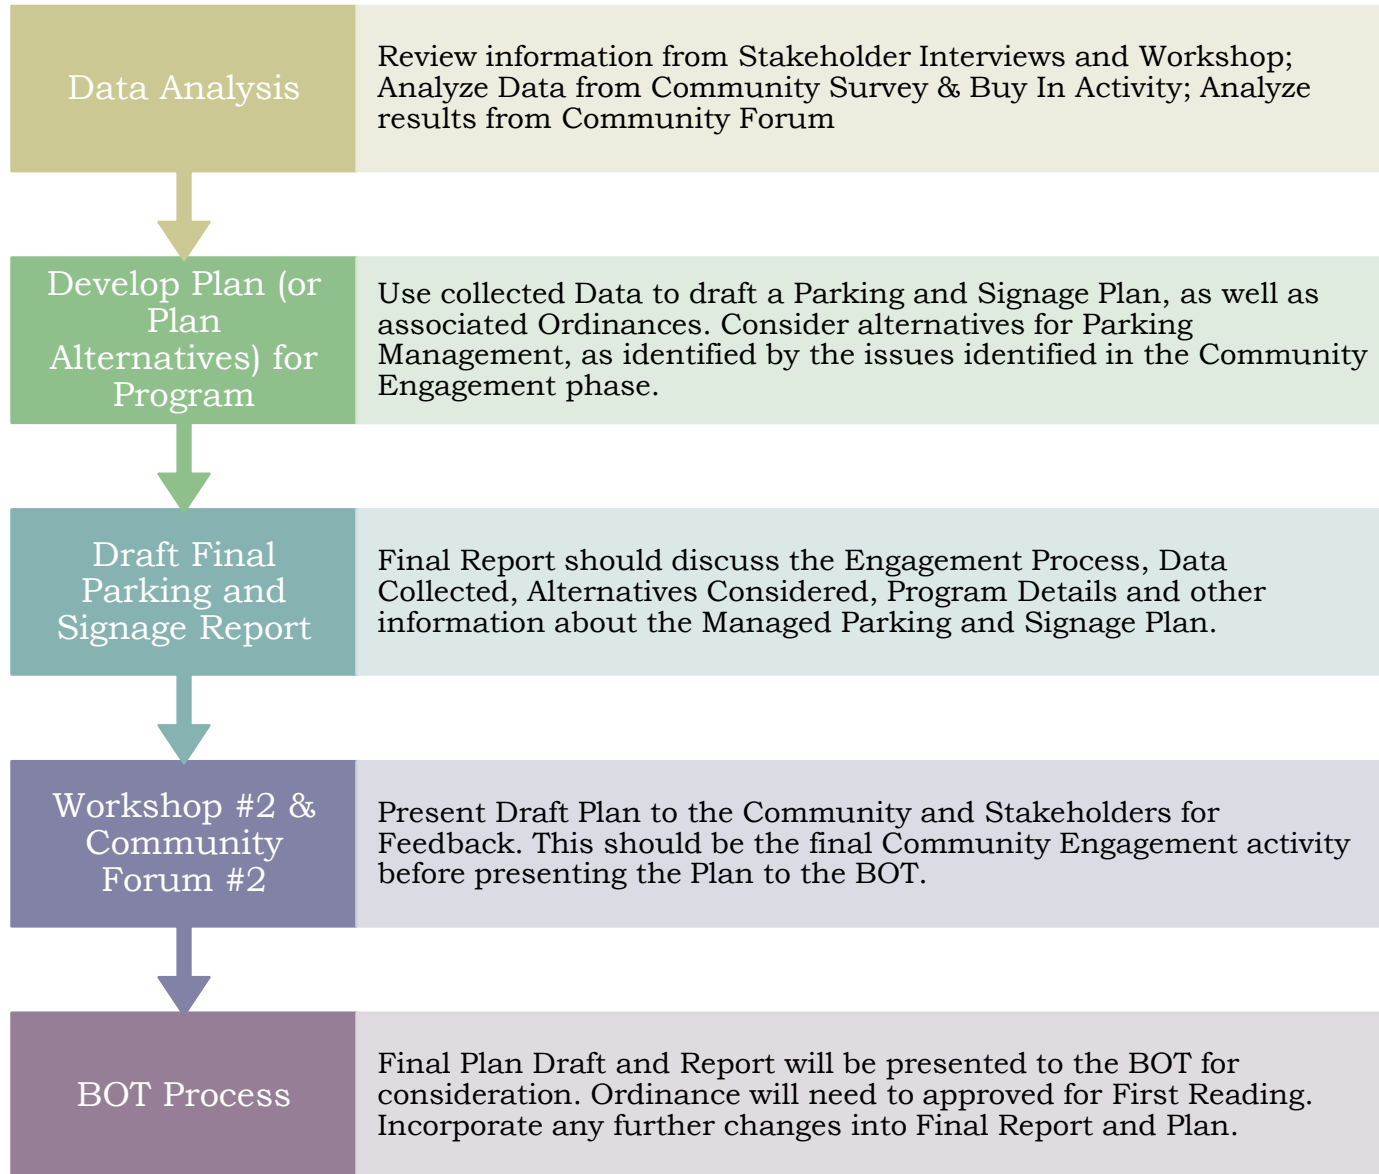 Data Analysis
Review information from Stakeholder Interviews and Workshop;
Analyze Data from Community Survey & Buy In Activity; Analyze
results from Community Forum
Develop Plan (or
Plan
Alternatives) for
Program
Use collected Data to draft a Parking and Signage Plan, as well as
associated Ordinances. Consider alternatives for Parking
Management, as identified by the issues identified in the Community
Engagement phase.
Draft Final
Parking and
Signage Report
Final Report should discuss the Engagement Process, Data
Collected, Alternatives Considered, Program Details and other
information about the Managed Parking and Signage Plan.
Workshop #2 &
Community
Forum #2
Present Draft Plan to the Community and Stakeholders for
Feedback. This should be the final Community Engagement activity
before presenting the Plan to the BOT.
BOT Process
Final Plan Draft and Report will be presented to the BOT for
consideration. Ordinance will need to approved for First Reading.
Incorporate any further changes into Final Report and Plan.